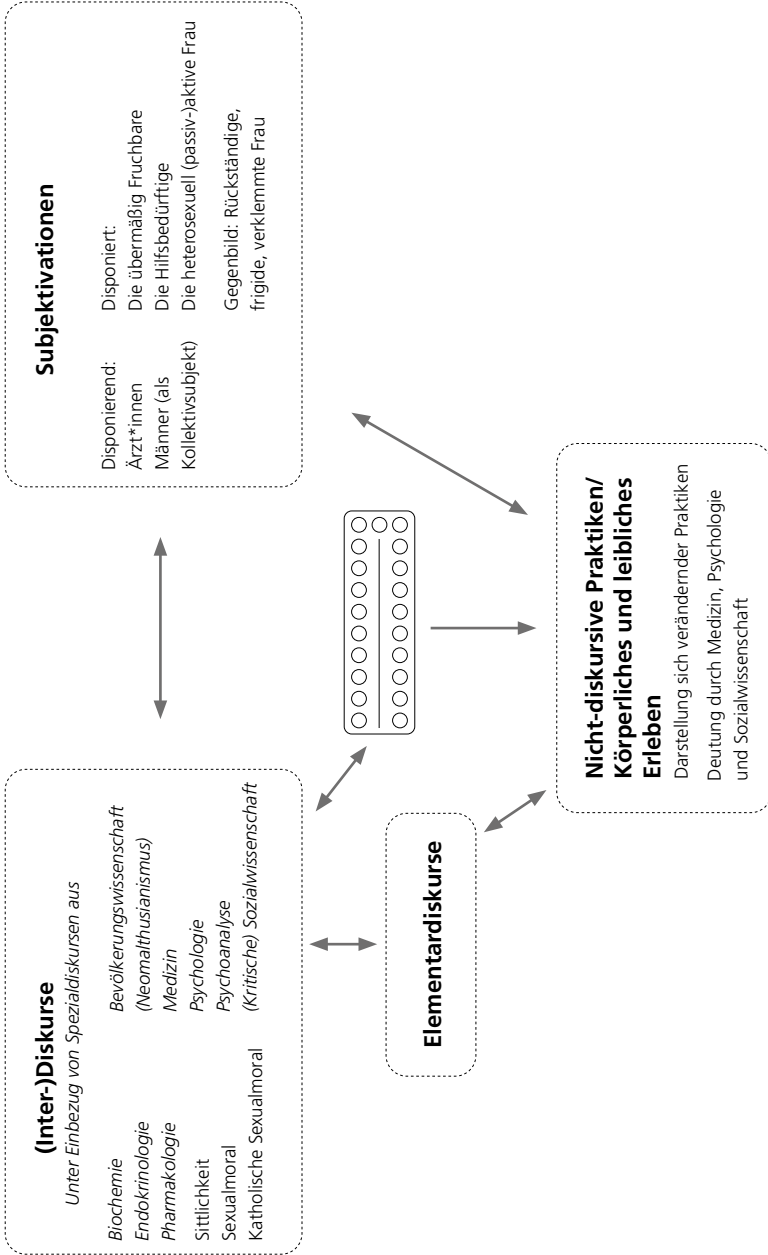 (Inter-)Diskurse
Unter Einbezug von Spezialdiskursen aus
Biochemie
Endokrinologie
Pharmakologie
Sittlichkeit
Sexualmoral
Katholische Sexualmoral
Bevölkerungswissenschaft
(Neomalthusianismus)
Medizin
Psychologie
Psychoanalyse
(Kritische) Sozialwissenschaft
Subjektivationen
Disponierend:
Ärzt*innen
Männer (als
Kollektivsubjekt)
Disponiert:
Die übermäßig Fruchbare
Die Hilfsbedürftige
Die heterosexuell (passiv-)aktive Frau
Gegenbild: Rückständige,
frigide, verklemmte Frau
Elementardiskurse
Nicht-diskursive Praktiken/
Körperliches und leibliches
Erleben
Darstellung sich verändernder Praktiken
Deutung durch Medizin, Psychologie
und Sozialwissenschaft